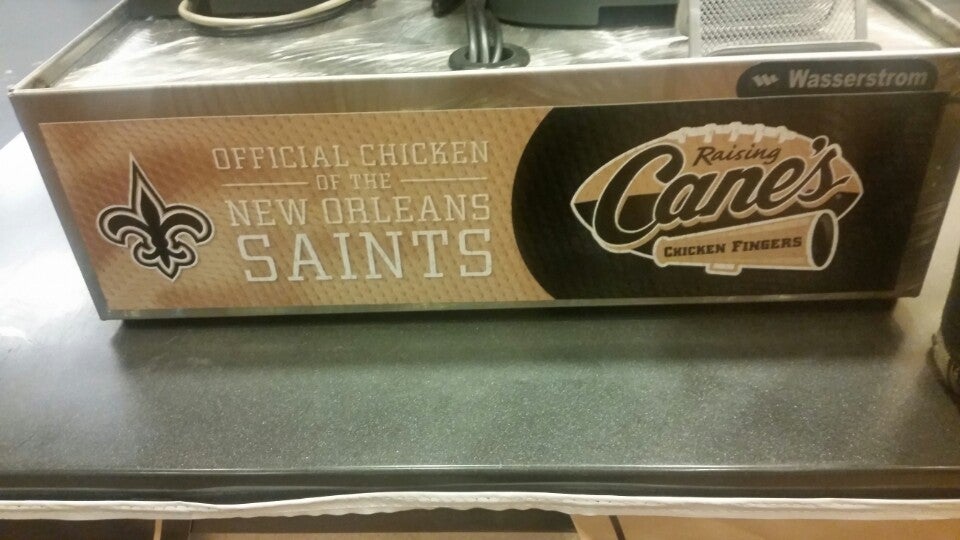 Wasserstrom
OFFICIAL CHICKEN
OF THE
NEW ORLEANS
SAINTS
Raising
Cane's
CHICKEN FINGERS